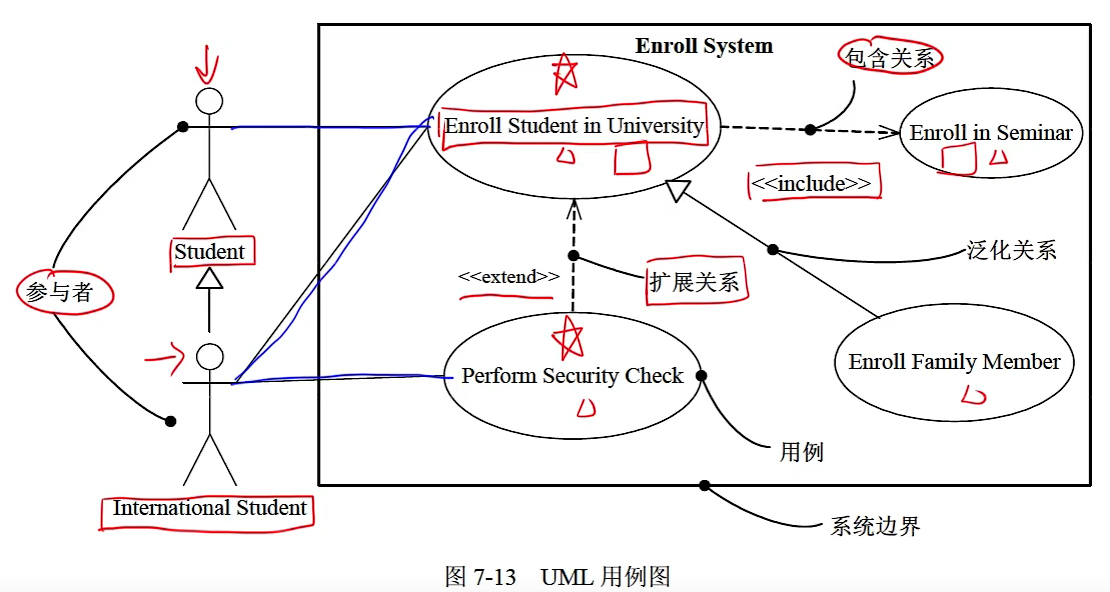 Enroll System
包含关系
Enroll Student in University
Enroll in Seminar
<<include>>
Student
泛化关系
<<extend>>
扩展关系
参与者
Enroll Family Member
Perform Security Check
用例
International Student
系统边界
图 7-13 UML 用例图